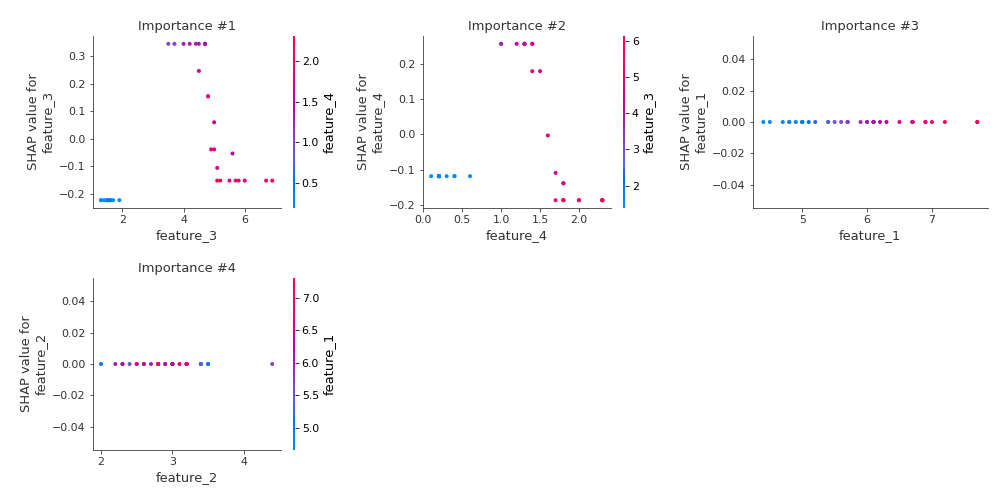 Importance #1
Importance #2
Importance #3
0.3
0.2
0.1
0.0
−0.1
−0.2
SHAP value for
feature_3
2
4
6
feature_3
2.0
1.5
1.0
0.5
feature_4
0.2
0.1
0.0
−0.1
−0.2
SHAP value for
feature_4
0.0
0.5
1.0
1.5
2.0
feature_4
6
5
4
3
2
feature_3
0.04
0.02
0.00
−0.02
−0.04
SHAP value for
feature_1
5
6
7
feature_1
Importance #4
0.04
0.02
0.00
−0.02
−0.04
SHAP value for
feature_2
2
3
4
feature_2
7.0
6.5
6.0
5.5
5.0
feature_1